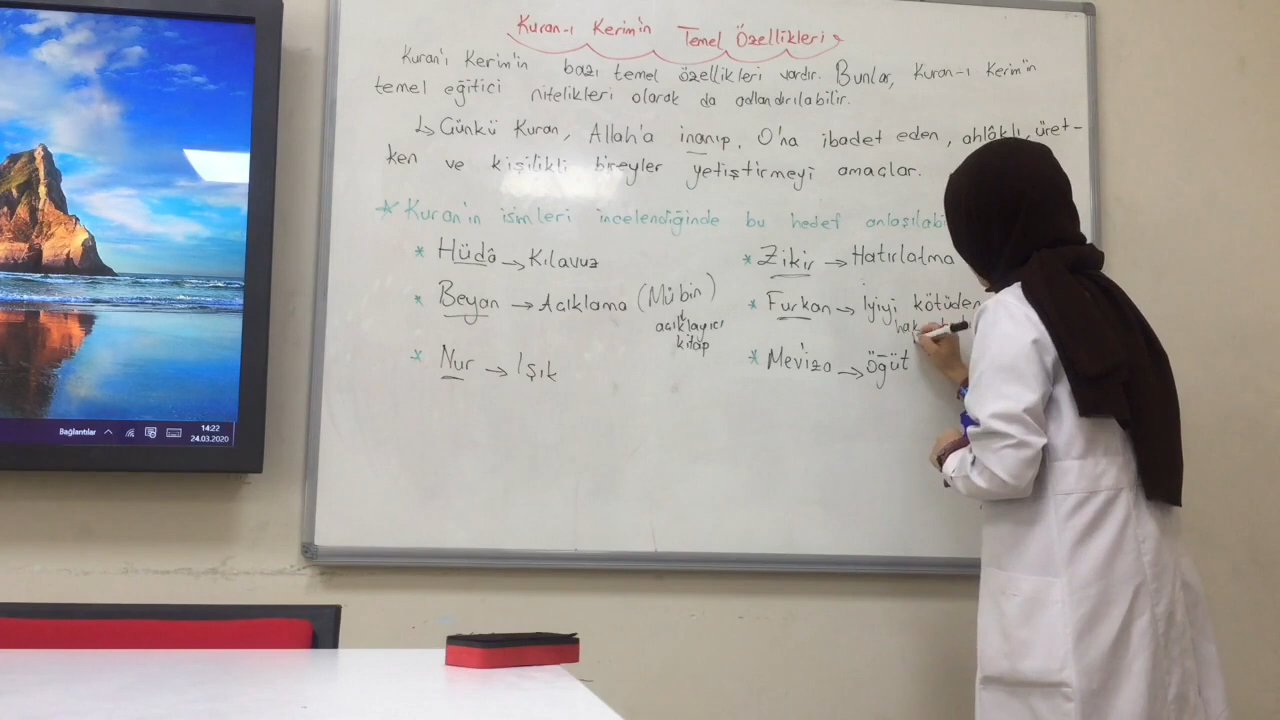 Kuran-ı Kerim'in Temel Özellikleri
Kuran'ı Kerim'in bazı temel özellikleri vardır. Bunlar, Kuran-ı Kerim'in
temel eğitici nitelikleri olarak da adlandırılabilir.
↳ Günkü Kuran, Allah'a inanıp, O'na ibadet eden, ahlâklı, üret-
ken ve kişilikli bireyler yetiştirmeyi amaçlar.
* Kuran'ın isimleri incelendiğinde bu hedef
* Hüdâ → Kılavuz
* Zikir → Hatırlatma
* Beyan → Açıklama (Mübin)
açıklayıcı
kitap
* Furkan → İyiyi kötüden
hak
* Nur → Işık
* Mev'iza → Öğüt
Bağlantılar
14:22
24.03.2020